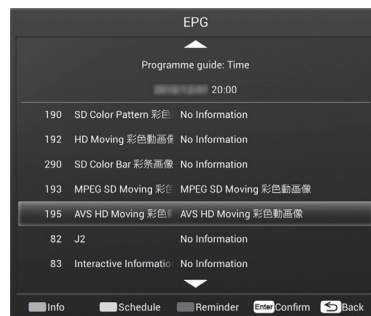 EPG
Programme guide: Time
20:00
190 SD Color Pattern 彩色 No Information
192 HD Moving 彩色動画像 No Information
290 SD Color Bar 彩条画像 No Information
193 MPEG SD Moving 彩色 MPEG SD Moving 彩色動画像
195 AVS HD Moving 彩色 AVS HD Moving 彩色動画像
82 J2 No Information
83 Interactive Informatio No Information
Info Schedule Reminder Enter Confirm Back